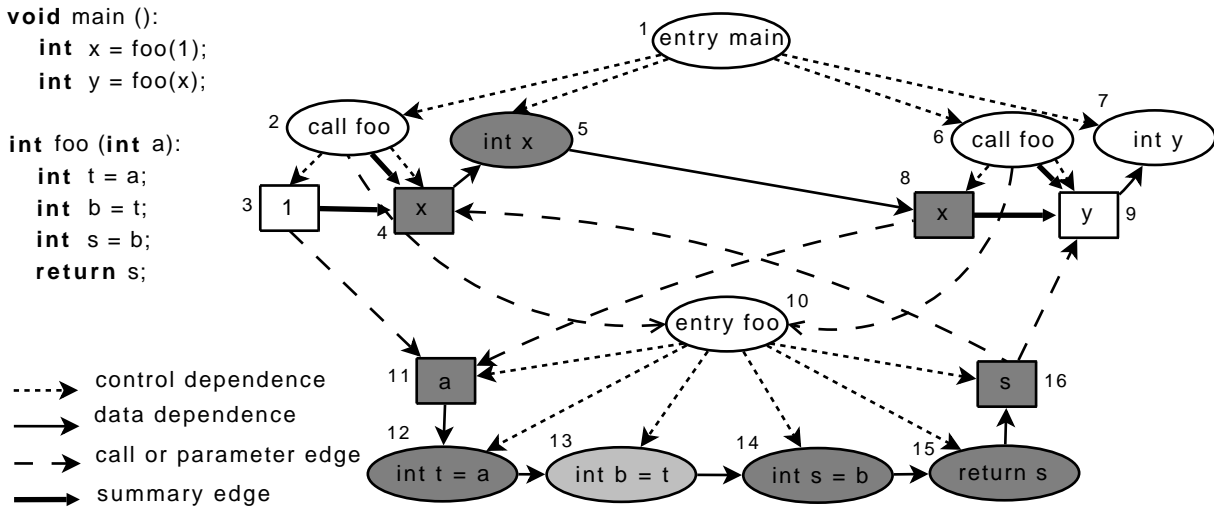 void main ():
int x = foo(1);
int y = foo(x);
int foo (int a):
int t = a;
int b = t;
int s = b;
return s;
1
entry main
2
call foo
int x
5
6
call foo
7
int y
3
1
4
x
8
x
y
9
10
entry foo
11
a
s
16
12
int t = a
13
int b = t
14
int s = b
15
return s
control dependence
data dependence
call or parameter edge
summary edge